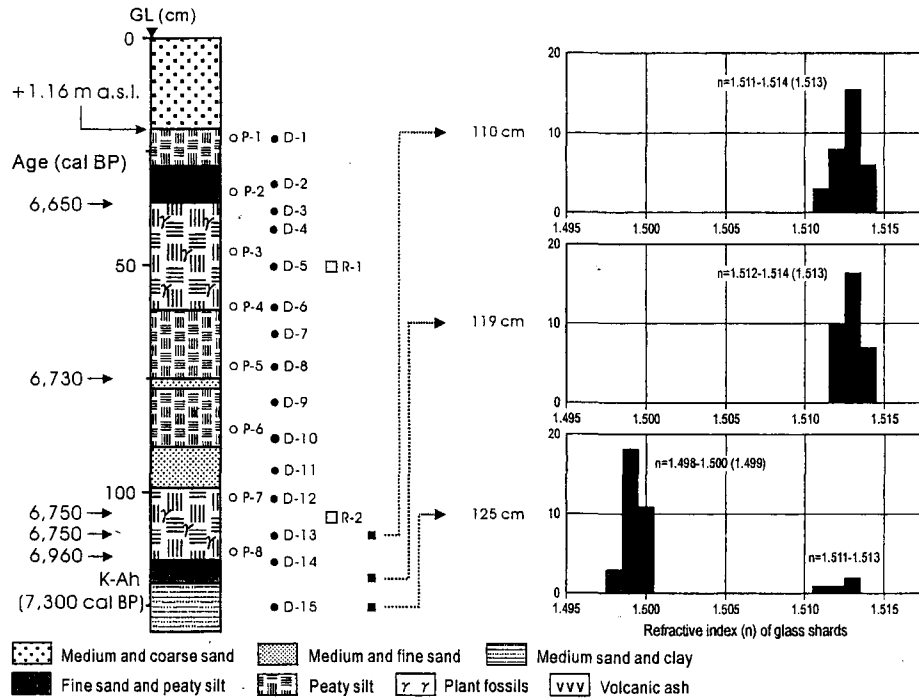 GL (cm)
0
+1.16 m a.s.l.
Age (cal BP)
6,650
50
6,730
100
6,750
6,750
6,960
K-Ah
(7,300 cal BP)
P-1
P-2
P-3
P-4
P-5
P-6
P-7
P-8
D-1
D-2
D-3
D-4
D-5
D-6
D-7
D-8
D-9
D-10
D-11
D-12
D-13
D-14
D-15
R-1
R-2
110 cm
119 cm
125 cm
20
n=1.511-1.514 (1.513)
10
0
1.495 1.500 1.505 1.510 1.515
20
n=1.512-1.514 (1.513)
10
0
1.495 1.500 1.505 1.510 1.515
20
n=1.498-1.500 (1.499)
10
n=1.511-1.513
0
1.495 1.500 1.505 1.510 1.515
Refractive index (n) of glass shards
Medium and coarse sand Medium and fine sand Medium sand and clay
Fine sand and peaty silt Peaty silt γ γ Plant fossils VVV Volcanic ash